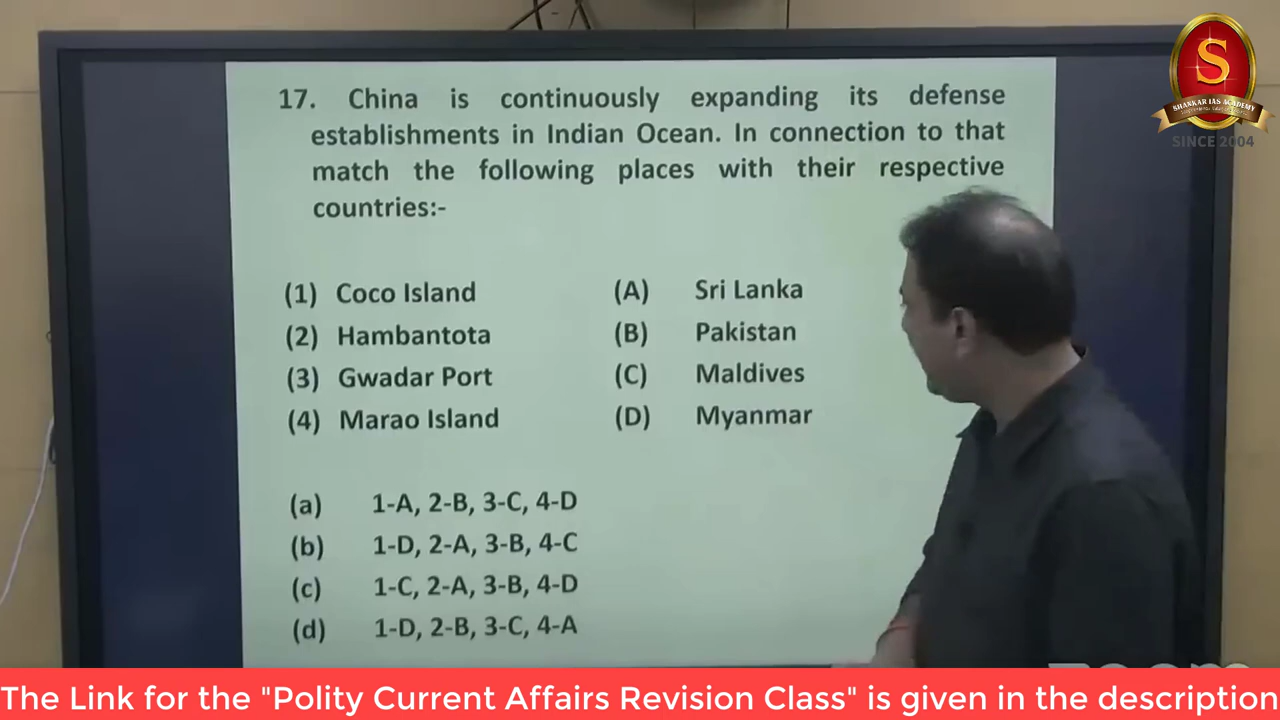 17. China is continuously expanding its defense
establishments in Indian Ocean. In connection to that
match the following places with their respective
countries:-
(1) Coco Island (A) Sri Lanka
(2) Hambantota (B) Pakistan
(3) Gwadar Port (C) Maldives
(4) Marao Island (D) Myanmar
(a) 1-A, 2-B, 3-C, 4-D
(b) 1-D, 2-A, 3-B, 4-C
(c) 1-C, 2-A, 3-B, 4-D
(d) 1-D, 2-B, 3-C, 4-A
S
SHANKAR IAS ACADEMY
SINCE 2004
The Link for the "Polity Current Affairs Revision Class" is given in the description